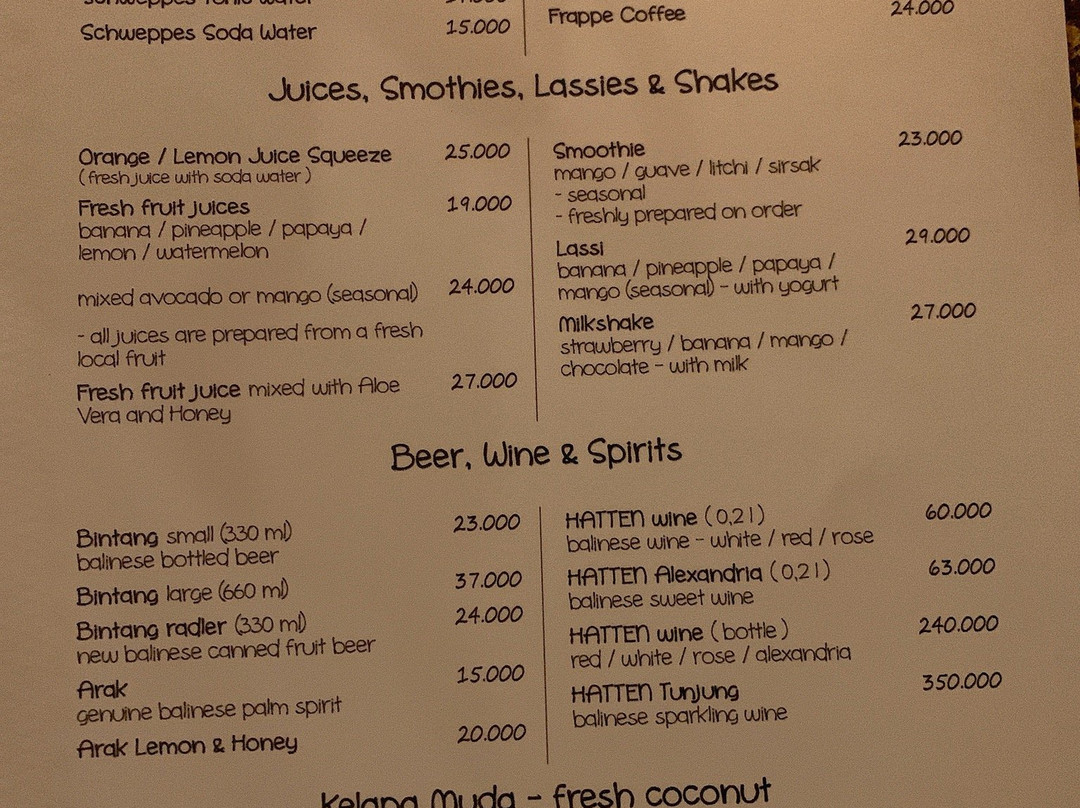 Schweppes Tonic Water
Schweppes Soda Water 15.000
Frappe Coffee 24.000
Juices, Smothies, Lassies & Shakes
Orange / Lemon Juice Squeeze 25.000
(fresh juice with soda water)
Fresh fruit juices 19.000
banana / pineapple / papaya /
lemon / watermelon
mixed avocado or mango (seasonal) 24.000
- all juices are prepared from a fresh
local fruit
Fresh fruit juice mixed with Aloe 27.000
Vera and Honey
Smoothie 23.000
mango / guave / litchi / sirsak
- seasonal
- freshly prepared on order
Lassi 29.000
banana / pineapple / papaya /
mango (seasonal) - with yogurt
Milkshake 27.000
strawberry / banana / mango /
chocolate - with milk
Beer, Wine & Spirits
Bintang small (330 ml) 23.000
balinese bottled beer
Bintang large (660 ml) 37.000
Bintang radler (330 ml) 24.000
new balinese canned fruit beer
Arak 15.000
genuine balinese palm spirit
Arak Lemon & Honey 20.000
HATTEN wine (0,2l) 60.000
balinese wine - white / red / rose
HATTEN Alexandria (0,2l) 63.000
balinese sweet wine
HATTEN wine (bottle) 240.000
red / white / rose / alexandria
HATTEN Tunjung 350.000
balinese sparkling wine
Kelapa Muda - fresh coconut